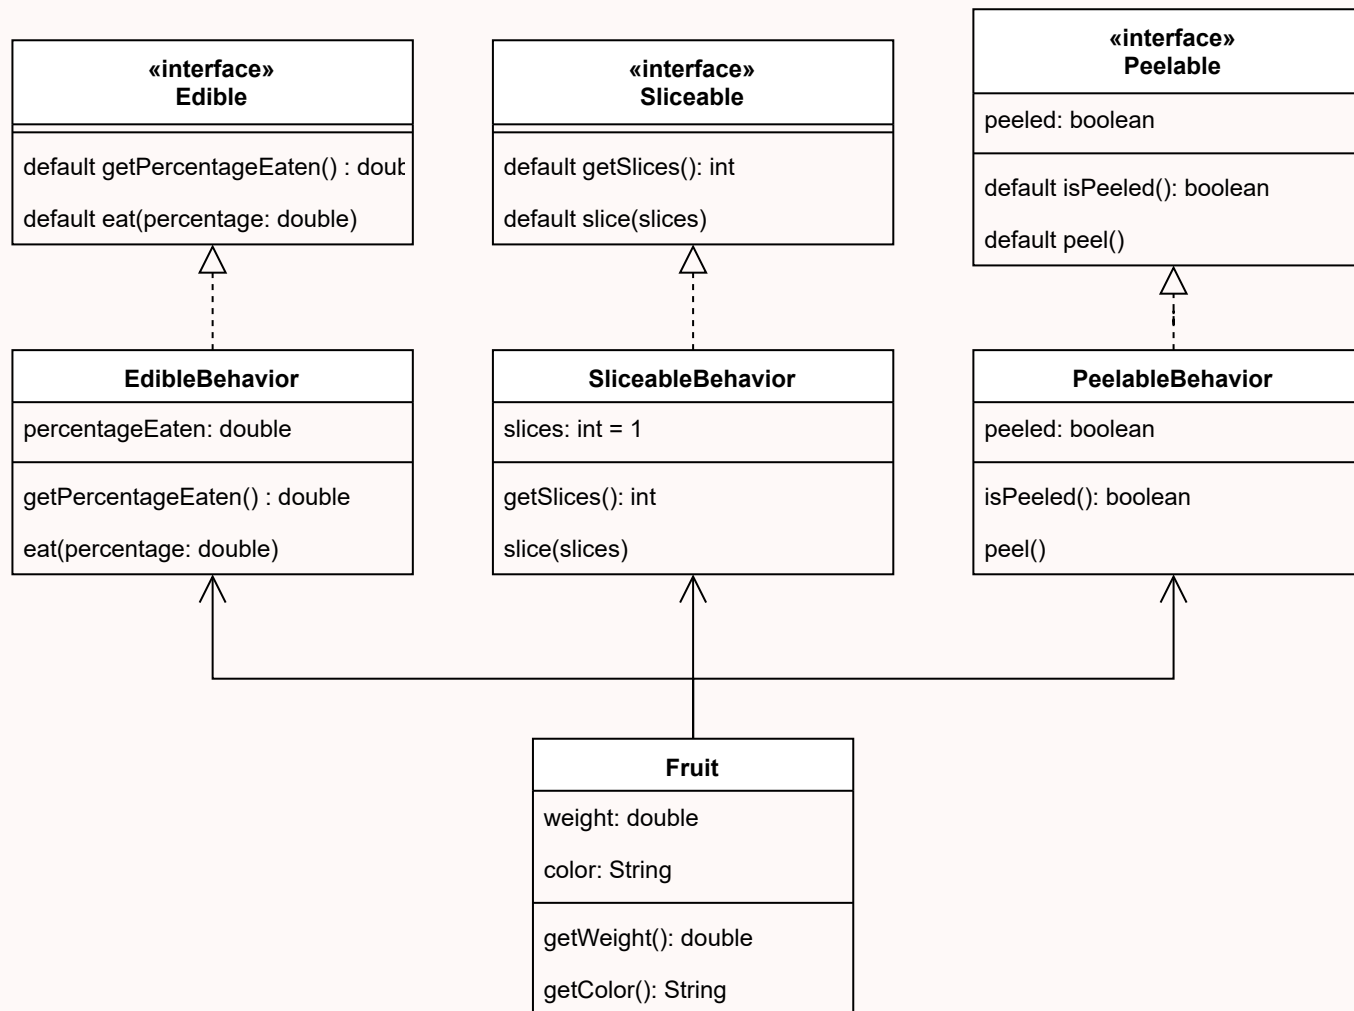 «interface»
Edible
default getPercentageEaten() : doub
default eat(percentage: double)
«interface»
Sliceable
default getSlices(): int
default slice(slices)
«interface»
Peelable
peeled: boolean
default isPeeled(): boolean
default peel()
EdibleBehavior
percentageEaten: double
getPercentageEaten() : double
eat(percentage: double)
SliceableBehavior
slices: int = 1
getSlices(): int
slice(slices)
PeelableBehavior
peeled: boolean
isPeeled(): boolean
peel()
Fruit
weight: double
color: String
getWeight(): double
getColor(): String